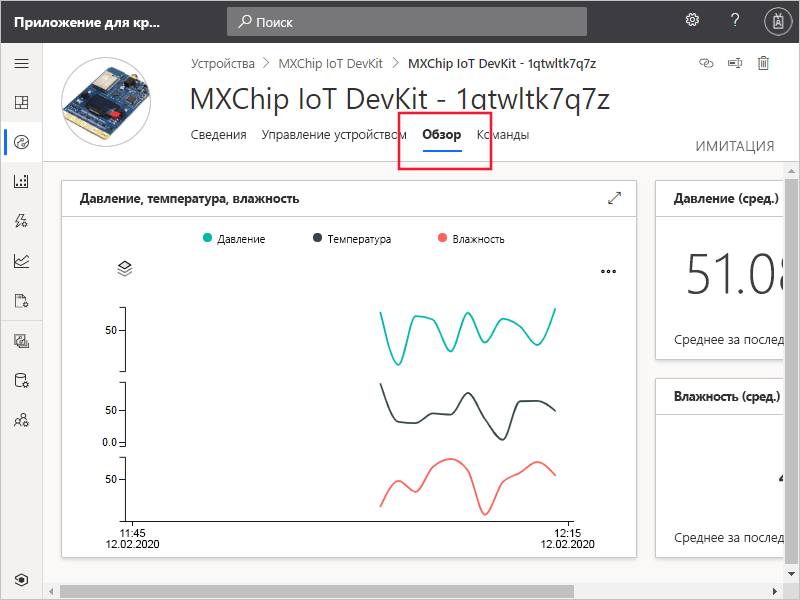 Приложение для кр...
Поиск
?
Устройства > MXChip IoT DevKit > MXChip IoT DevKit - 1qtwltk7q7z
MXChip IoT DevKit - 1qtwltk7q7z
Сведения Управление устройством Обзор Команды
ИМИТАЦИЯ
Давление, температура, влажность
Давление Температура Влажность
50
50
0.0
50
11:45
12.02.2020
12:15
12.02.2020
Давление (сред.)
51.08
Среднее за послед
Влажность (сред.)
Среднее за послед